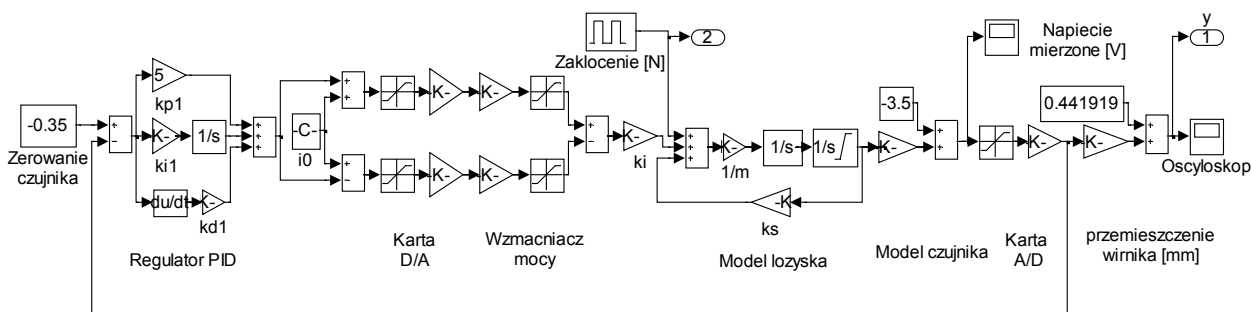 -0.35
Zerowanie
czujnika
+
-
5
kp1
K-
ki1
1/s
du/dt
K-
kd1
+
+
+
Regulator PID
-C-
i0
+
+
+
-
K-
K-
Karta
D/A
K-
K-
Wzmacniacz
mocy
+
-
K-
ki
Zaklocenie [N]
2
+
+
+
K-
1/m
1/s
1/s
-K
ks
Model lozyska
K-
-3.5
+
+
Model czujnika
Napiecie
mierzone [V]
K-
Karta
A/D
0.441919
K-
+
+
przemieszczenie
wirnika [mm]
y
1
Oscyloskop